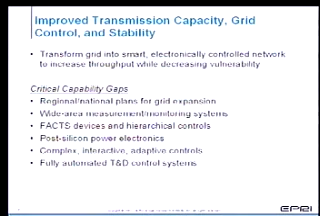 Improved Transmission Capacity, Grid
Control, and Stability
• Transform grid into smart, electronically controlled network
to increase throughput while decreasing vulnerability
Critical Capability Gaps
• Regional/national plans for grid expansion
• Wide-area measurement/monitoring systems
• FACTS devices and hierarchical controls
• Post-silicon power electronics
• Complex, interactive, adaptive controls
• Fully automated T&D control systems
EPRI